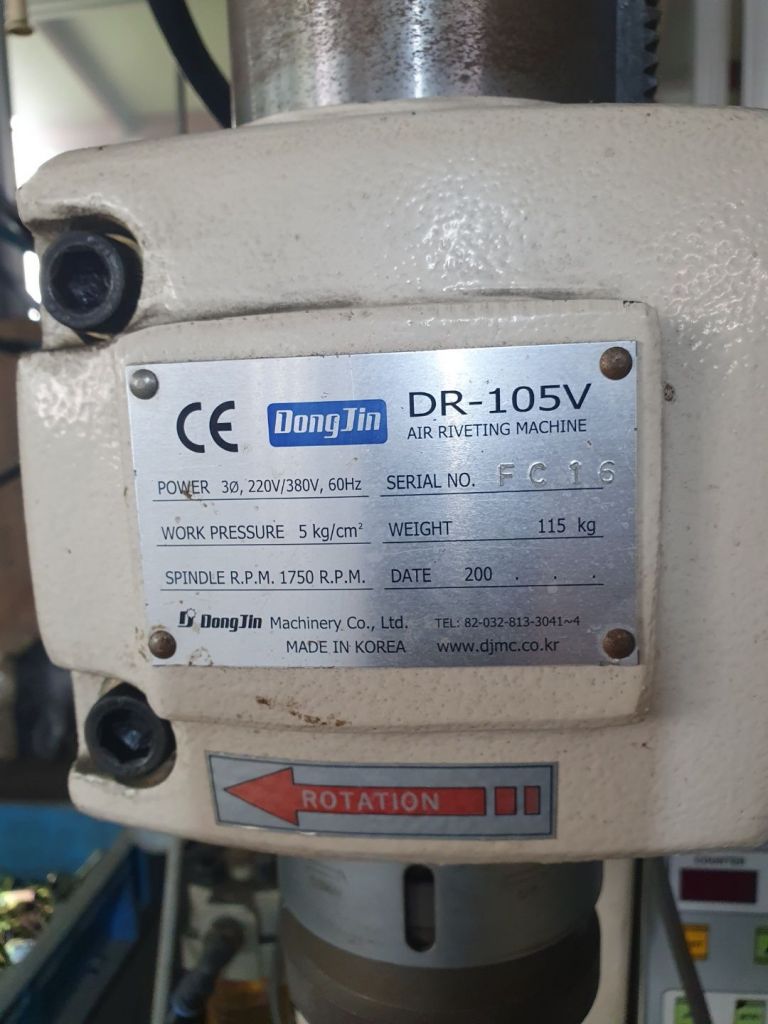 CE DongJin DR-105V
AIR RIVETING MACHINE
POWER 3Ø, 220V/380V, 60Hz SERIAL NO. FC16
WORK PRESSURE 5 kg/cm² WEIGHT 115 kg
SPINDLE R.P.M. 1750 R.P.M. DATE 200 . . .
DongJin Machinery Co., Ltd. TEL: 82-032-813-3041~4
MADE IN KOREA www.djmc.co.kr
ROTATION
COUNTER